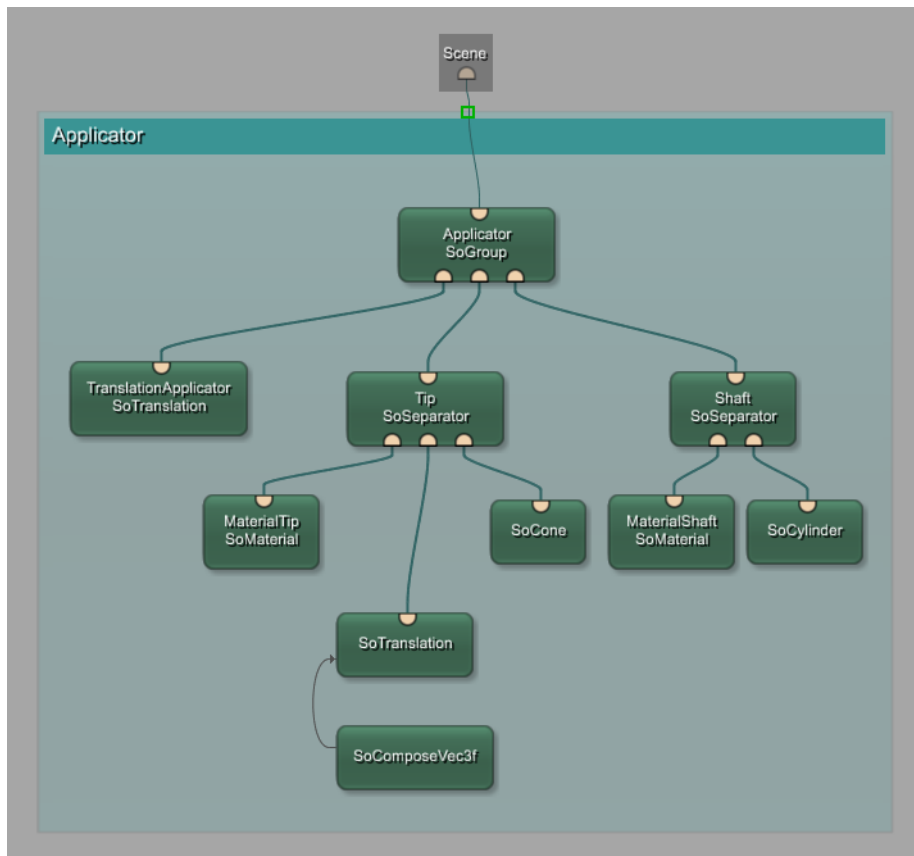 Scene
Applicator
Applicator
SoGroup
TranslationApplicator
SoTranslation
Tip
SoSeparator
Shaft
SoSeparator
MaterialTip
SoMaterial
SoCone
MaterialShaft
SoMaterial
SoCylinder
SoTranslation
SoComposeVec3f